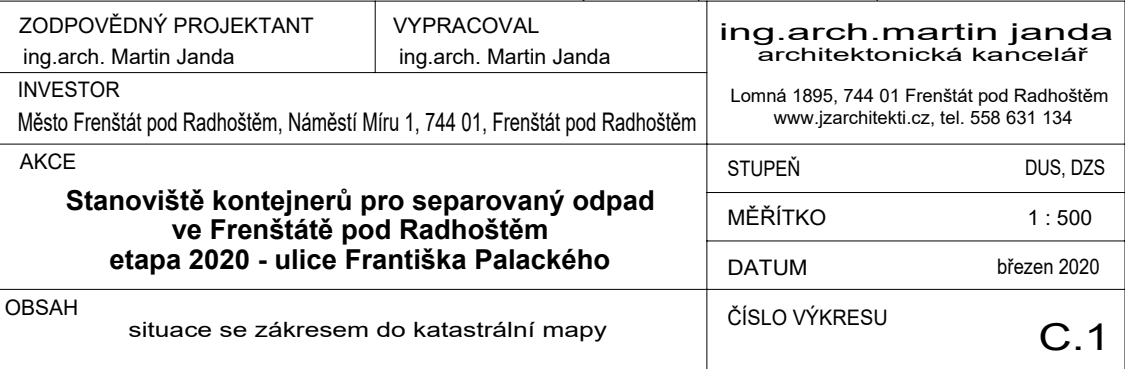 ZODPOVĚDNÝ PROJEKTANT
ing.arch. Martin Janda
VYPRACOVAL
ing.arch. Martin Janda
ing.arch.martin janda
architektonická kancelář
Lomná 1895, 744 01 Frenštát pod Radhoštěm
www.jzarchitekti.cz, tel. 558 631 134
INVESTOR
Město Frenštát pod Radhoštěm, Náměstí Míru 1, 744 01, Frenštát pod Radhoštěm
AKCE
Stanoviště kontejnerů pro separovaný odpad
ve Frenštátě pod Radhoštěm
etapa 2020 - ulice Františka Palackého
STUPEŇ DUS, DZS
MĚŘÍTKO 1 : 500
DATUM březen 2020
OBSAH
situace se zákresem do katastrální mapy
ČÍSLO VÝKRESU
C.1